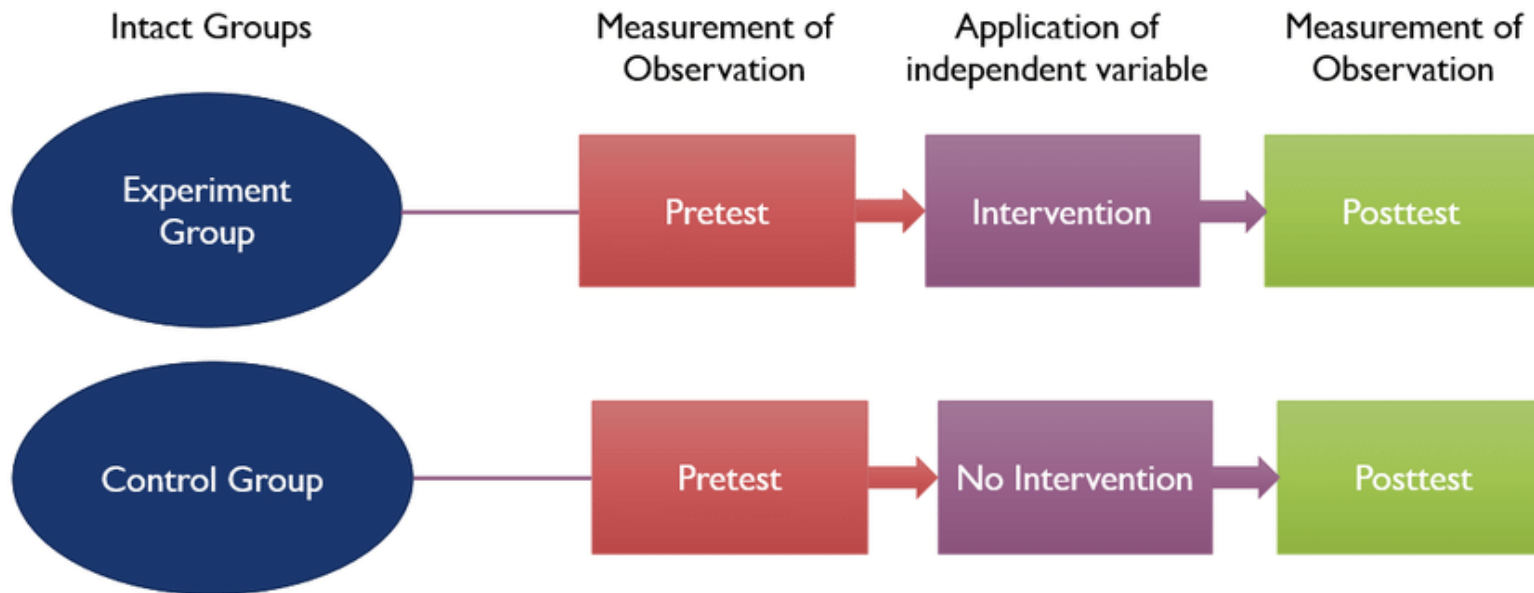 Intact Groups
Measurement of
Observation
Application of
independent variable
Measurement of
Observation
Experiment
Group
Pretest
Intervention
Posttest
Control Group
Pretest
No Intervention
Posttest